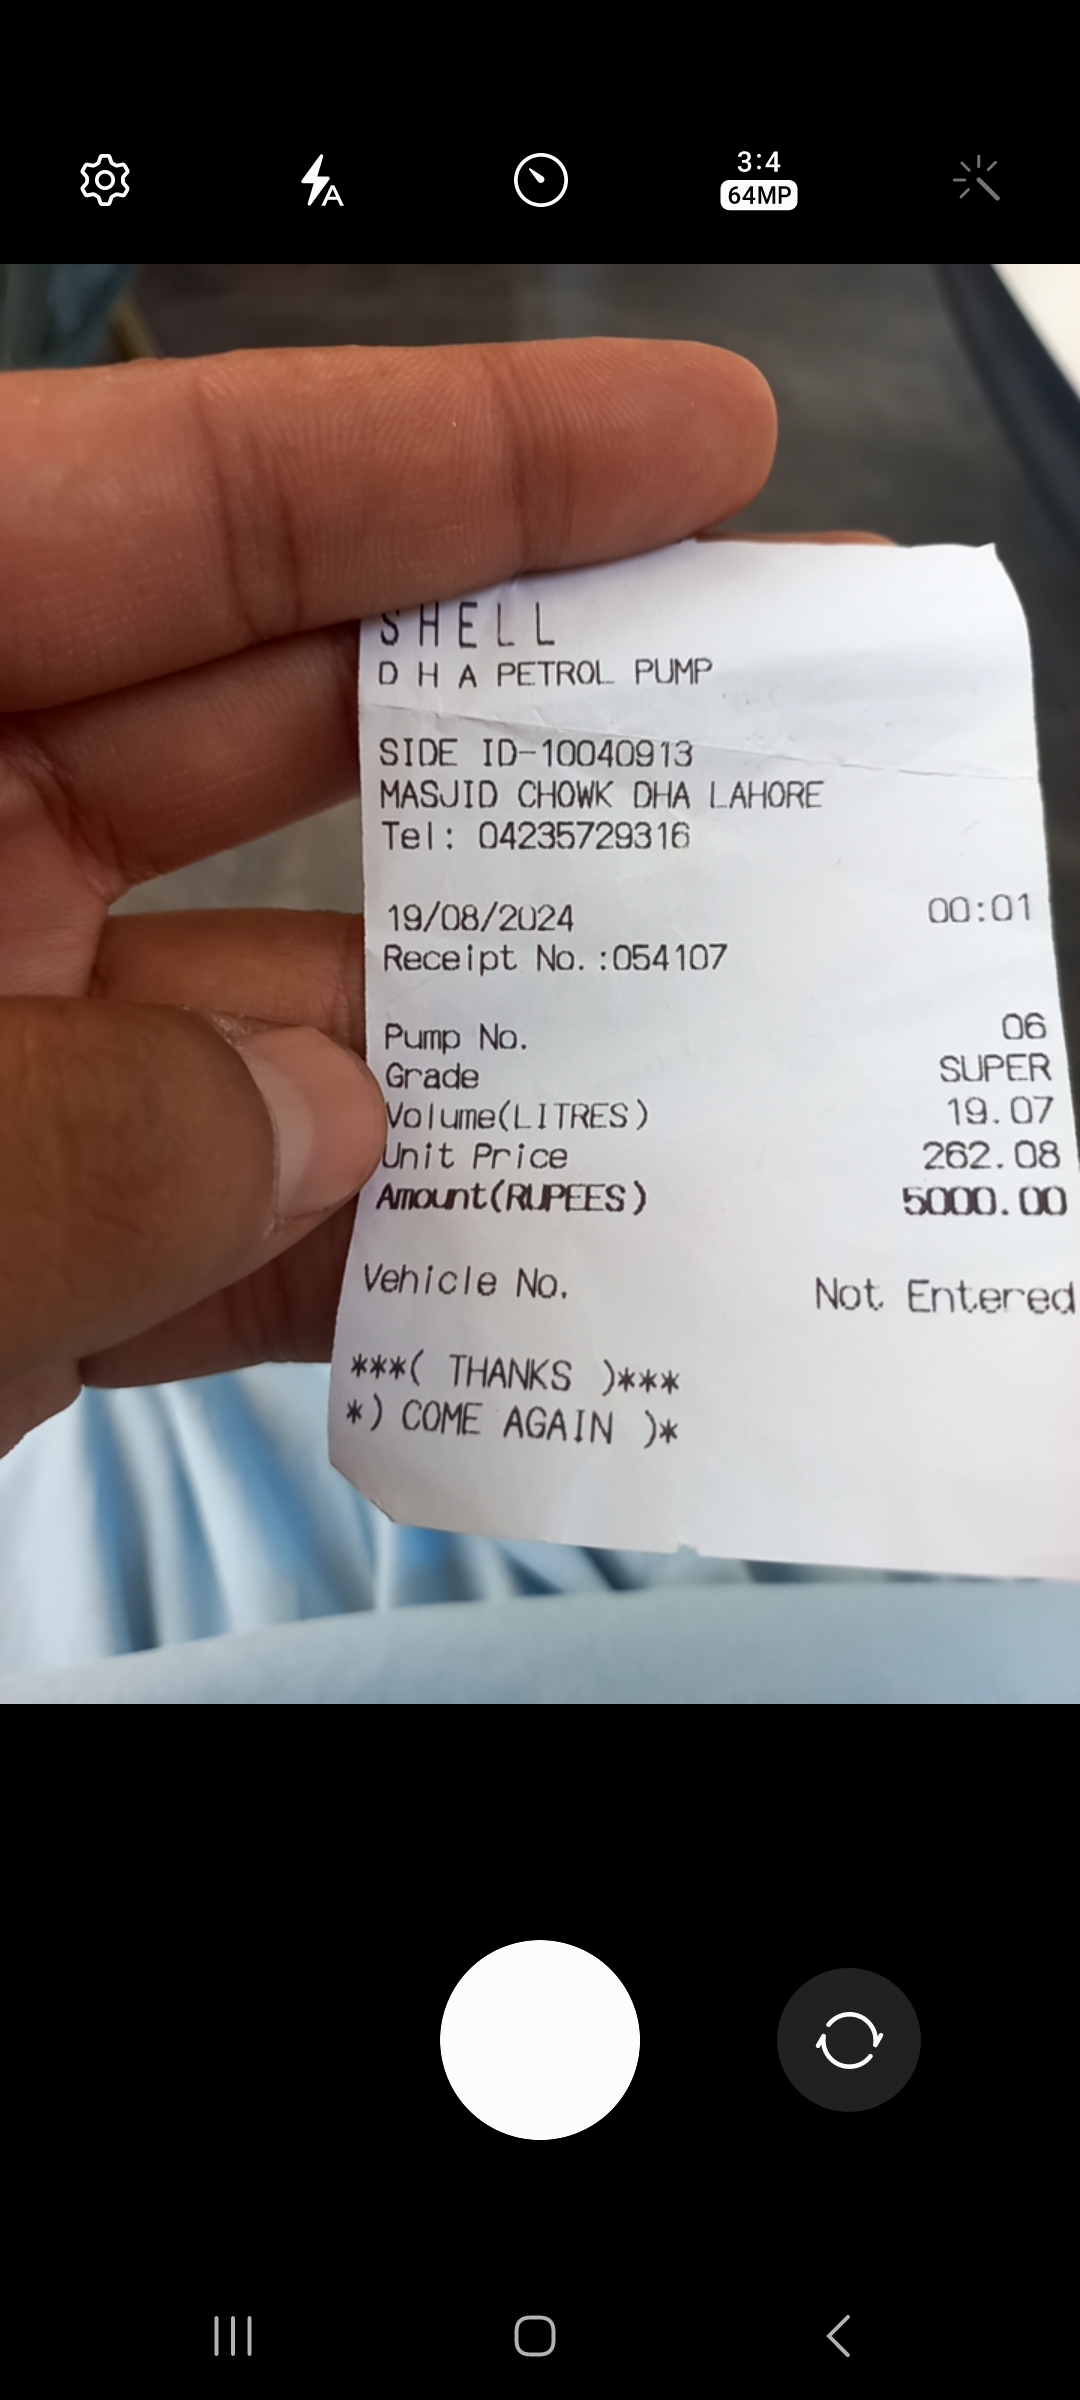 3:4
64MP
SHELL
D H A PETROL PUMP
SIDE ID-10040913
MASJID CHOWK DHA LAHORE
Tel: 04235729316
19/08/2024 00:01
Receipt No.:054107
Pump No. 06
Grade SUPER
Volume(LITRES) 19.07
Unit Price 262.08
Amount(RUPEES) 5000.00
Vehicle No. Not Entered
***( THANKS )***
*) COME AGAIN )*